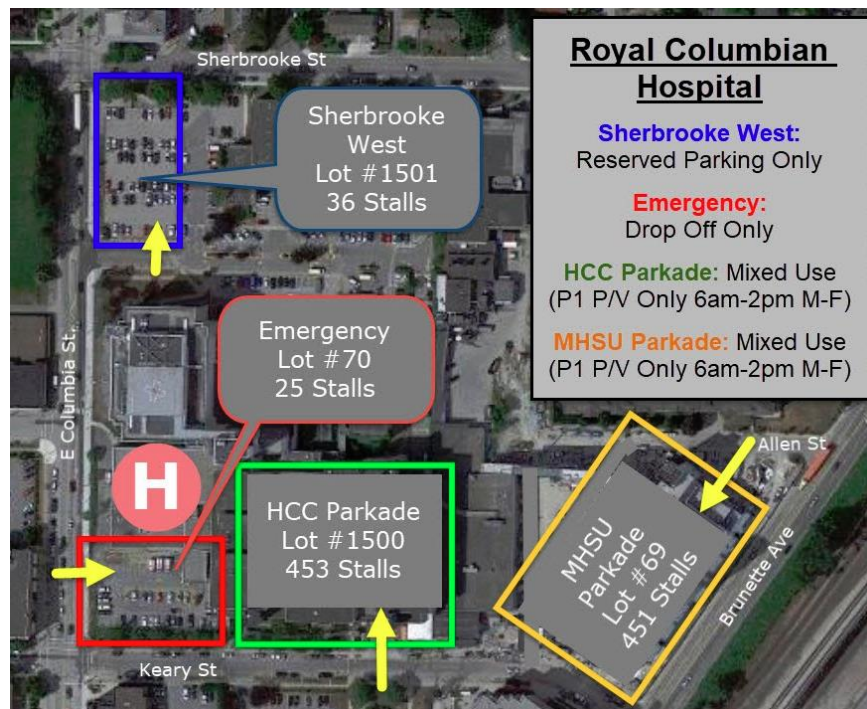 Royal Columbian
Hospital
Sherbrooke West:
Reserved Parking Only
Emergency:
Drop Off Only
HCC Parkade: Mixed Use
(P1 P/V Only 6am-2pm M-F)
MHSU Parkade: Mixed Use
(P1 P/V Only 6am-2pm M-F)
Sherbrooke St
Sherbrooke
West
Lot #1501
36 Stalls
E Columbia St.
Emergency
Lot #70
25 Stalls
H
HCC Parkade
Lot #1500
453 Stalls
MHSU
Parkade
Lot #69
451 Stalls
Allen St
Brunette Ave
Keary St